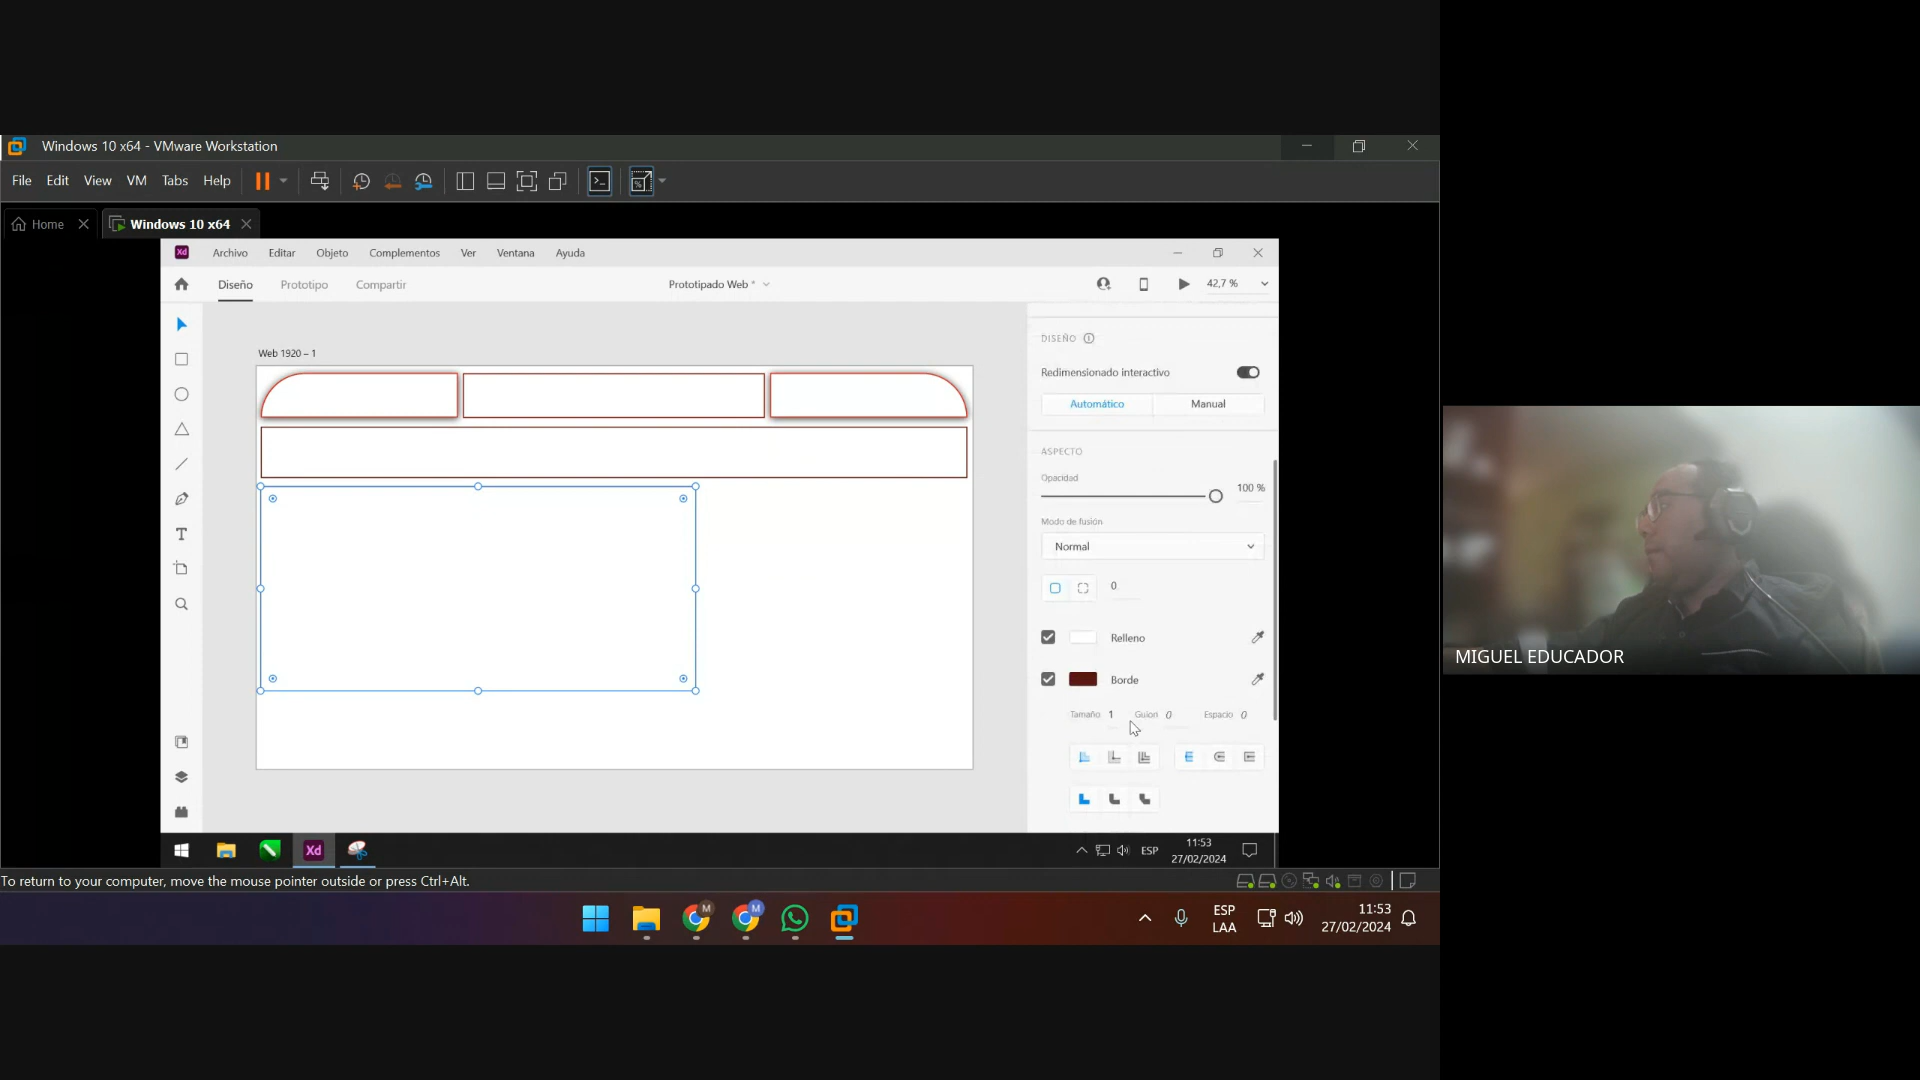 Windows 10 x64 - VMware Workstation
File Edit View VM Tabs Help
Home Windows 10 x64
Xd Archivo Editar Objeto Complementos Ver Ventana Ayuda
Diseño Prototipo Compartir Prototipado Web * 42,7 %
Web 1920 – 1
DISEÑO
Redimensionado interactivo
Automático Manual
ASPECTO
Opacidad
100 %
Modo de fusión
Normal
0
Relleno
Borde
Tamaño 1 Guion 0 Espacio 0
T
Xd
ESP
11:53
27/02/2024
To return to your computer, move the mouse pointer outside or press Ctrl+Alt.
M M
ESP
LAA
11:53
27/02/2024
MIGUEL EDUCADOR